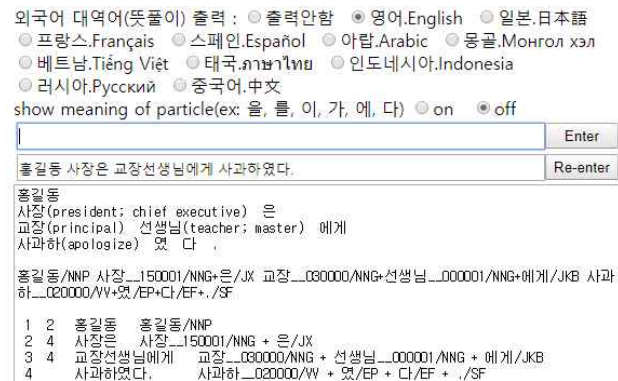 외국어 대역어(뜻풀이) 출력 : 출력안함 영어.English 일본.日本語
프랑스.Français 스페인.Español 아랍.Arabic 몽골.Монгол хэл
베트남.Tiếng Việt 태국.ภาษาไทย 인도네시아.Indonesia
러시아.Русский 중국어.中文
show meaning of particle(ex: 을, 를, 이, 가, 에, 다) on off
Enter
홍길동 사장은 교장선생님에게 사과하였다. Re-enter
홍길동
사장(president; chief executive) 은
교장(principal) 선생님(teacher; master) 에게
사과하(apologize) 였 다 .
홍길동/NNP 사장__150001/NNG+은/JX 교장__030000/NNG+선생님__000001/NNG+에게/JKB 사과
하__020000/VV+였/EP+다/EF+./SF
1 2 홍길동 홍길동/NNP
2 4 사장은 사장__150001/NNG + 은/JX
3 4 교장선생님에게 교장__030000/NNG + 선생님__000001/NNG + 에게/JKB
4 사과하였다. 사과하__020000/VV + 였/EP + 다/EF + ./SF